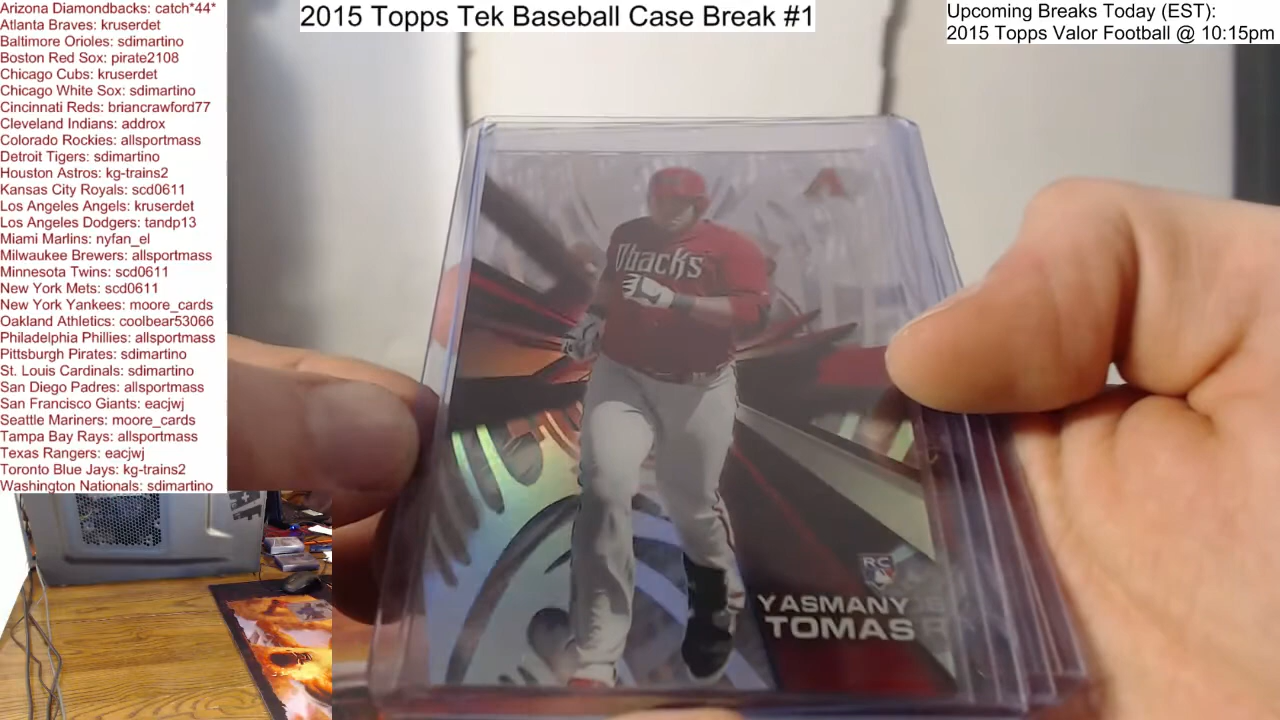 Arizona Diamondbacks: catch*44*
Atlanta Braves: kruserdet
Baltimore Orioles: sdimartino
Boston Red Sox: pirate2108
Chicago Cubs: kruserdet
Chicago White Sox: sdimartino
Cincinnati Reds: briancrawford77
Cleveland Indians: addrox
Colorado Rockies: allsportmass
Detroit Tigers: sdimartino
Houston Astros: kg-trains2
Kansas City Royals: scd0611
Los Angeles Angels: kruserdet
Los Angeles Dodgers: tandp13
Miami Marlins: nyfan_el
Milwaukee Brewers: allsportmass
Minnesota Twins: scd0611
New York Mets: scd0611
New York Yankees: moore_cards
Oakland Athletics: coolbear53066
Philadelphia Phillies: allsportmass
Pittsburgh Pirates: sdimartino
St. Louis Cardinals: sdimartino
San Diego Padres: allsportmass
San Francisco Giants: eacjwj
Seattle Mariners: moore_cards
Tampa Bay Rays: allsportmass
Texas Rangers: eacjwj
Toronto Blue Jays: kg-trains2
Washington Nationals: sdimartino
2015 Topps Tek Baseball Case Break #1
Upcoming Breaks Today (EST):
2015 Topps Valor Football @ 10:15pm
Dbacks
RC
YASMANY
TOMAS